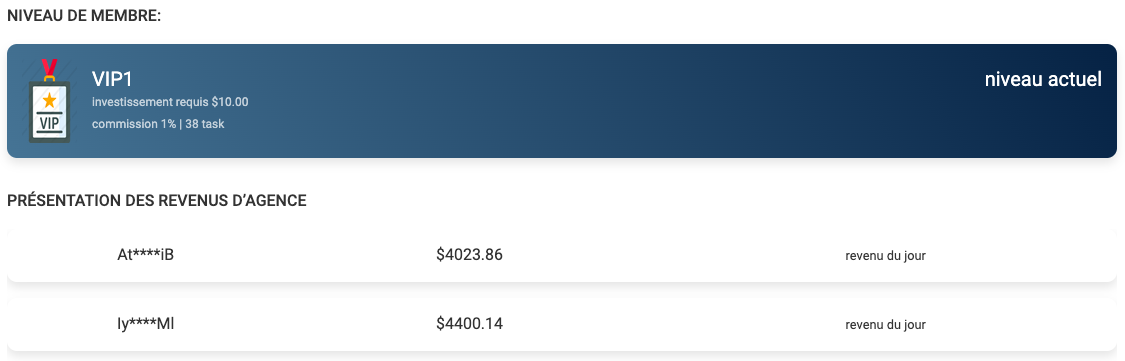 NIVEAU DE MEMBRE:
VIP1
niveau actuel
investissement requis $10.00
commission 1% | 38 task
VIP
PRÉSENTATION DES REVENUS D’AGENCE
At****iB $4023.86 revenu du jour
Iy****Ml $4400.14 revenu du jour